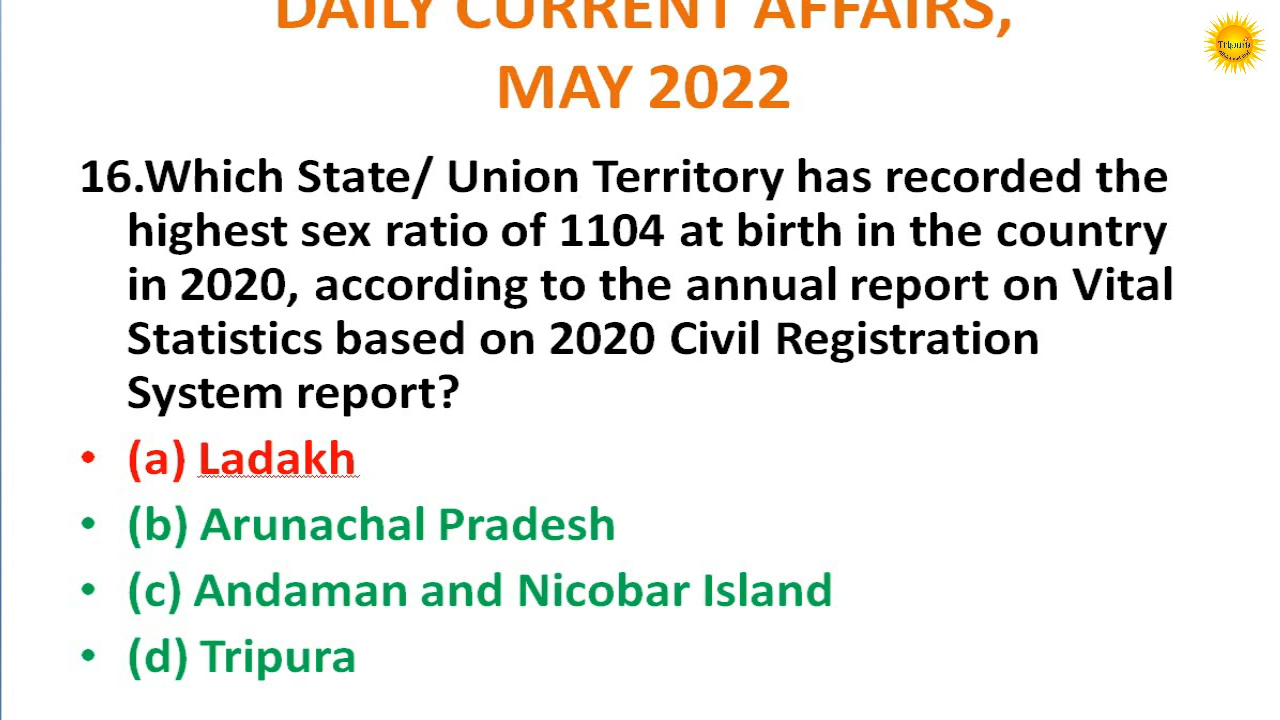 DAILY CURRENT AFFAIRS,
MAY 2022
16.Which State/ Union Territory has recorded the
highest sex ratio of 1104 at birth in the country
in 2020, according to the annual report on Vital
Statistics based on 2020 Civil Registration
System report?
• (a) Ladakh
• (b) Arunachal Pradesh
• (c) Andaman and Nicobar Island
• (d) Tripura